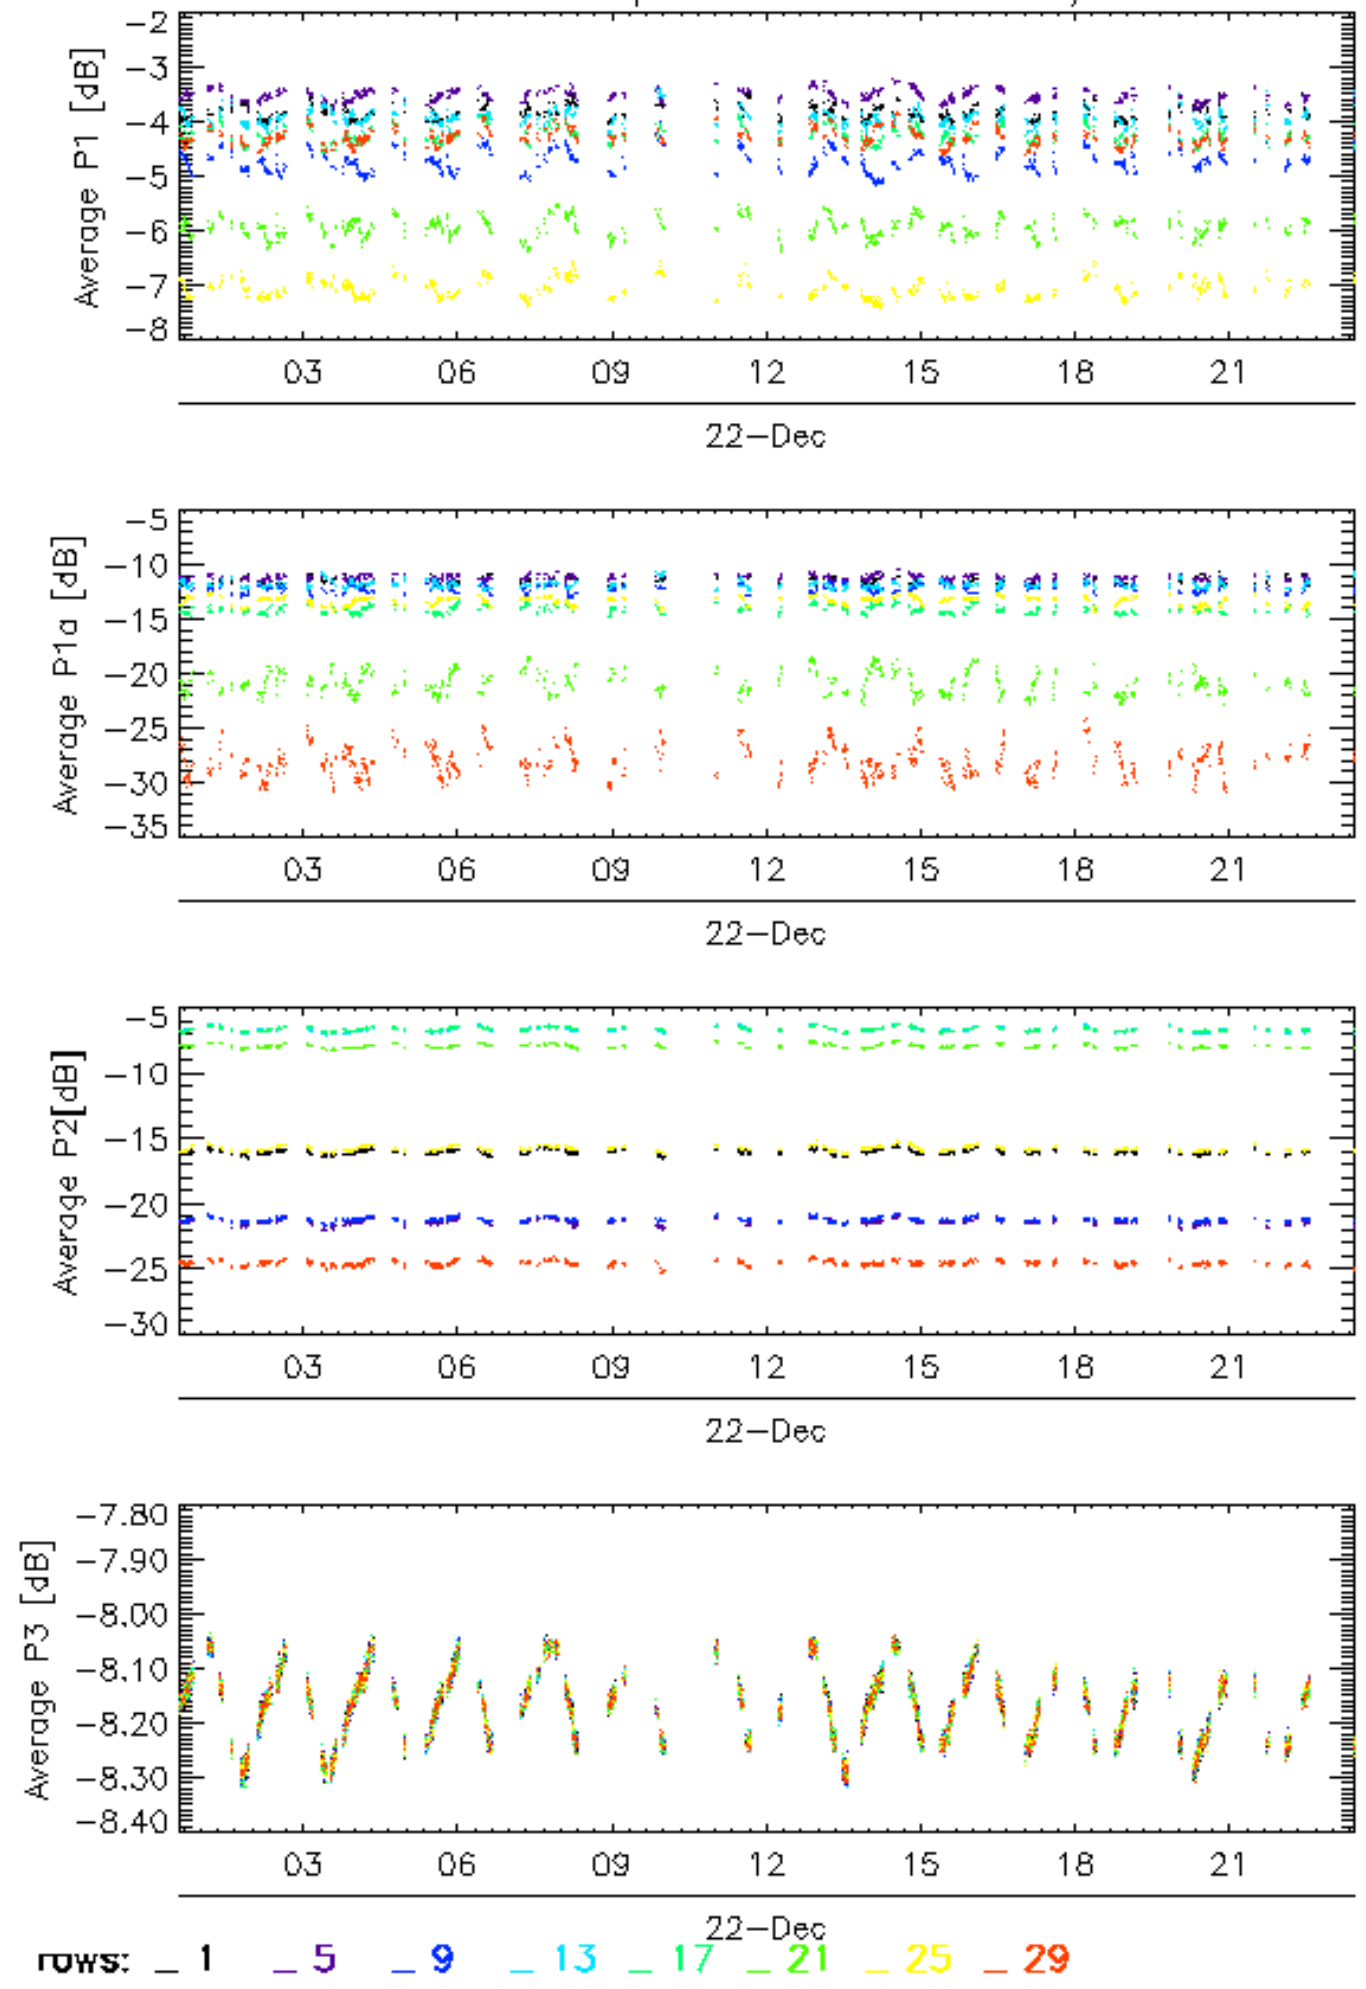 Average P1 [dB]
−2
−3
−4
−5
−6
−7
−8
03 06 09 12 15 18 21
22−Dec
Average P1a [dB]
−5
−10
−15
−20
−25
−30
−35
03 06 09 12 15 18 21
22−Dec
Average P2[dB]
−5
−10
−15
−20
−25
−30
03 06 09 12 15 18 21
22−Dec
Average P3 [dB]
−7.80
−7.90
−8.00
−8.10
−8.20
−8.30
−8.40
03 06 09 12 15 18 21
22−Dec
rows: _ 1 _ 5 _ 9 _ 13 _ 17 _ 21 _ 25 _ 29